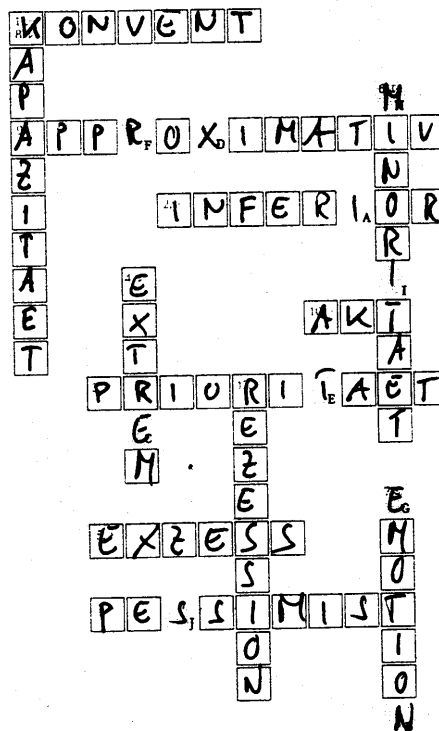 KONVENT
KAPAZITAET
APPROXIMATIV
MINORITAET
INFERIOR
EXTREM
AKT
PRIORITAET
REZESSION
EXZESS
EMOTION
PESSIMIST